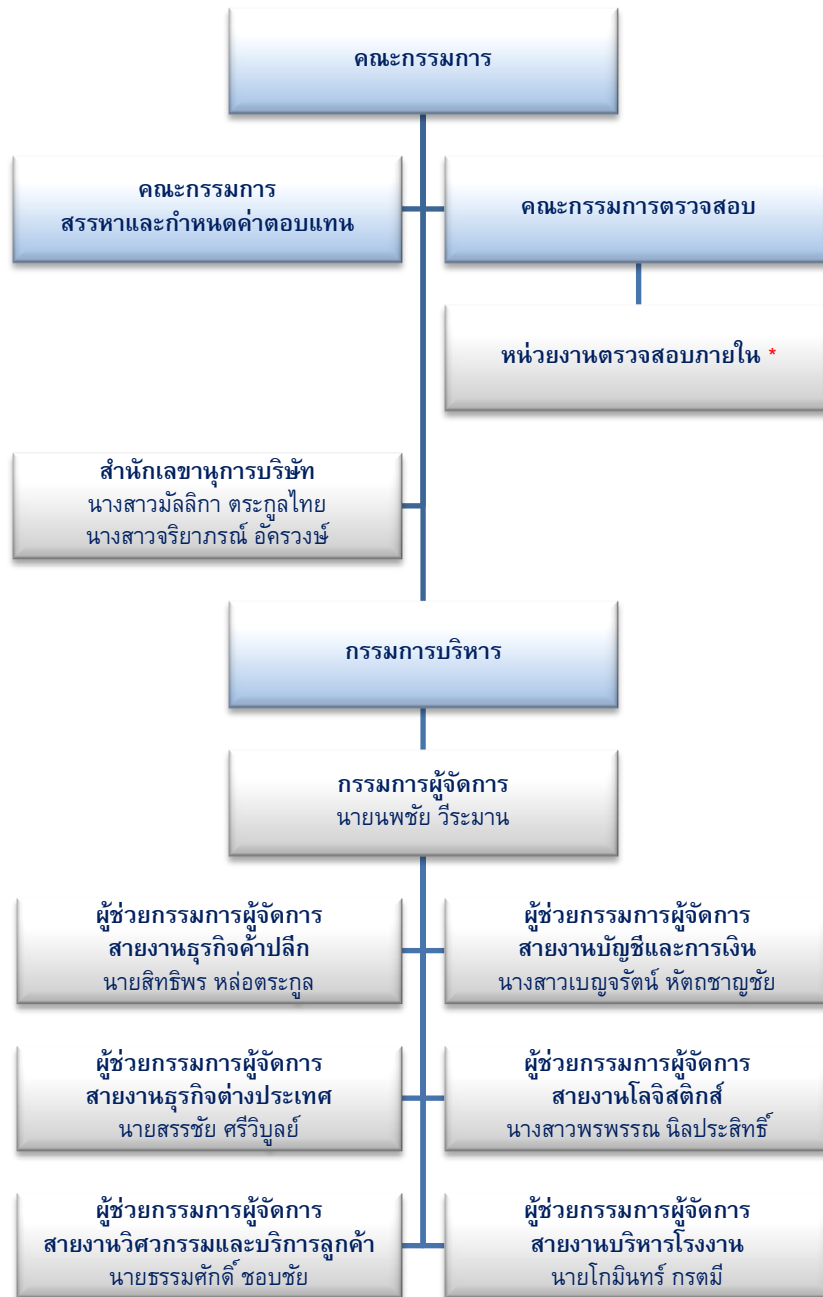 คณะกรรมการ
คณะกรรมการ
สรรหาและกำหนดค่าตอบแทน
คณะกรรมการตรวจสอบ
หน่วยงานตรวจสอบภายใน *
สำนักเลขานุการบริษัท
นางสาวมัลลิกา ตระกูลไทย
นางสาวจริยาภรณ์ อัครวงษ์
กรรมการบริหาร
กรรมการผู้จัดการ
นายนพชัย วีระมาน
ผู้ช่วยกรรมการผู้จัดการ
สายงานธุรกิจค้าปลีก
นายสิทธิพร หล่อตระกูล
ผู้ช่วยกรรมการผู้จัดการ
สายงานบัญชีและการเงิน
นางสาวเบญจรัตน์ หัตถชาญชัย
ผู้ช่วยกรรมการผู้จัดการ
สายงานธุรกิจต่างประเทศ
นายสรรชัย ศรีวิบูลย์
ผู้ช่วยกรรมการผู้จัดการ
สายงานโลจิสติกส์
นางสาวพรพรรณ นิลประสิทธิ์
ผู้ช่วยกรรมการผู้จัดการ
สายงานวิศวกรรมและบริการลูกค้า
นายธรรมศักดิ์ ชอบชัย
ผู้ช่วยกรรมการผู้จัดการ
สายงานบริหารโรงงาน
นายโกมินทร์ กรตมี